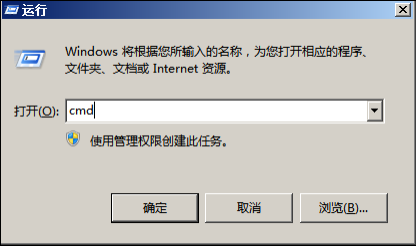 运行
Windows 将根据您所输入的名称，为您打开相应的程序、
文件夹、文档或 Internet 资源。
打开(O): cmd
使用管理权限创建此任务。
确定 取消 浏览(B)...